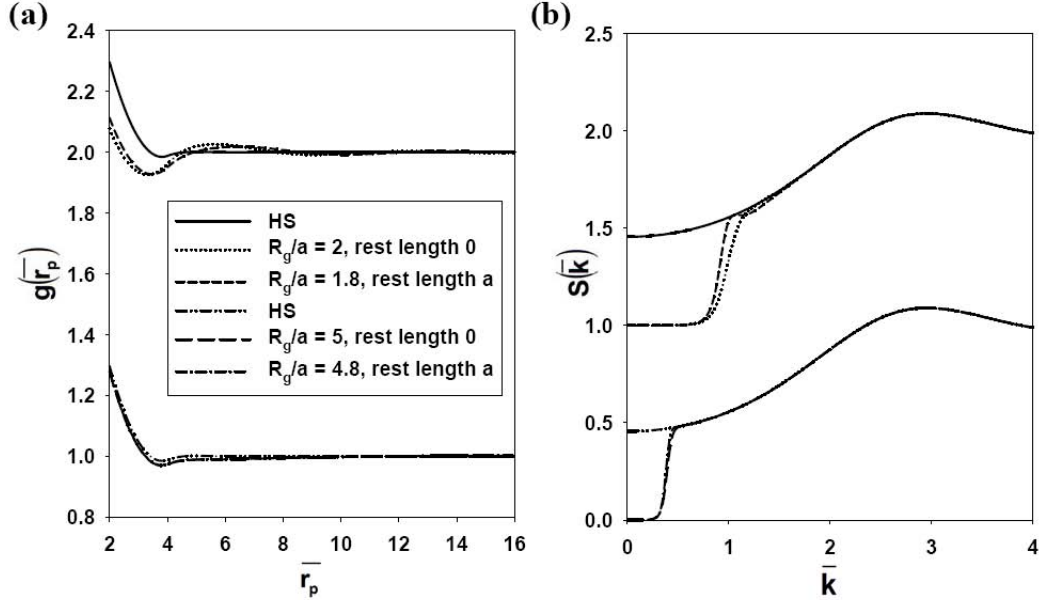 (a)
2.4
2.2
2.0
1.8
1.6
1.4
1.2
1.0
0.8
g(r̅p)
HS
Rg/a = 2, rest length 0
Rg/a = 1.8, rest length a
HS
Rg/a = 5, rest length 0
Rg/a = 4.8, rest length a
2 4 6 8 10 12 14 16
r̅p
(b)
2.5
2.0
1.5
1.0
0.5
0.0
S(k̅)
0 1 2 3 4
k̅